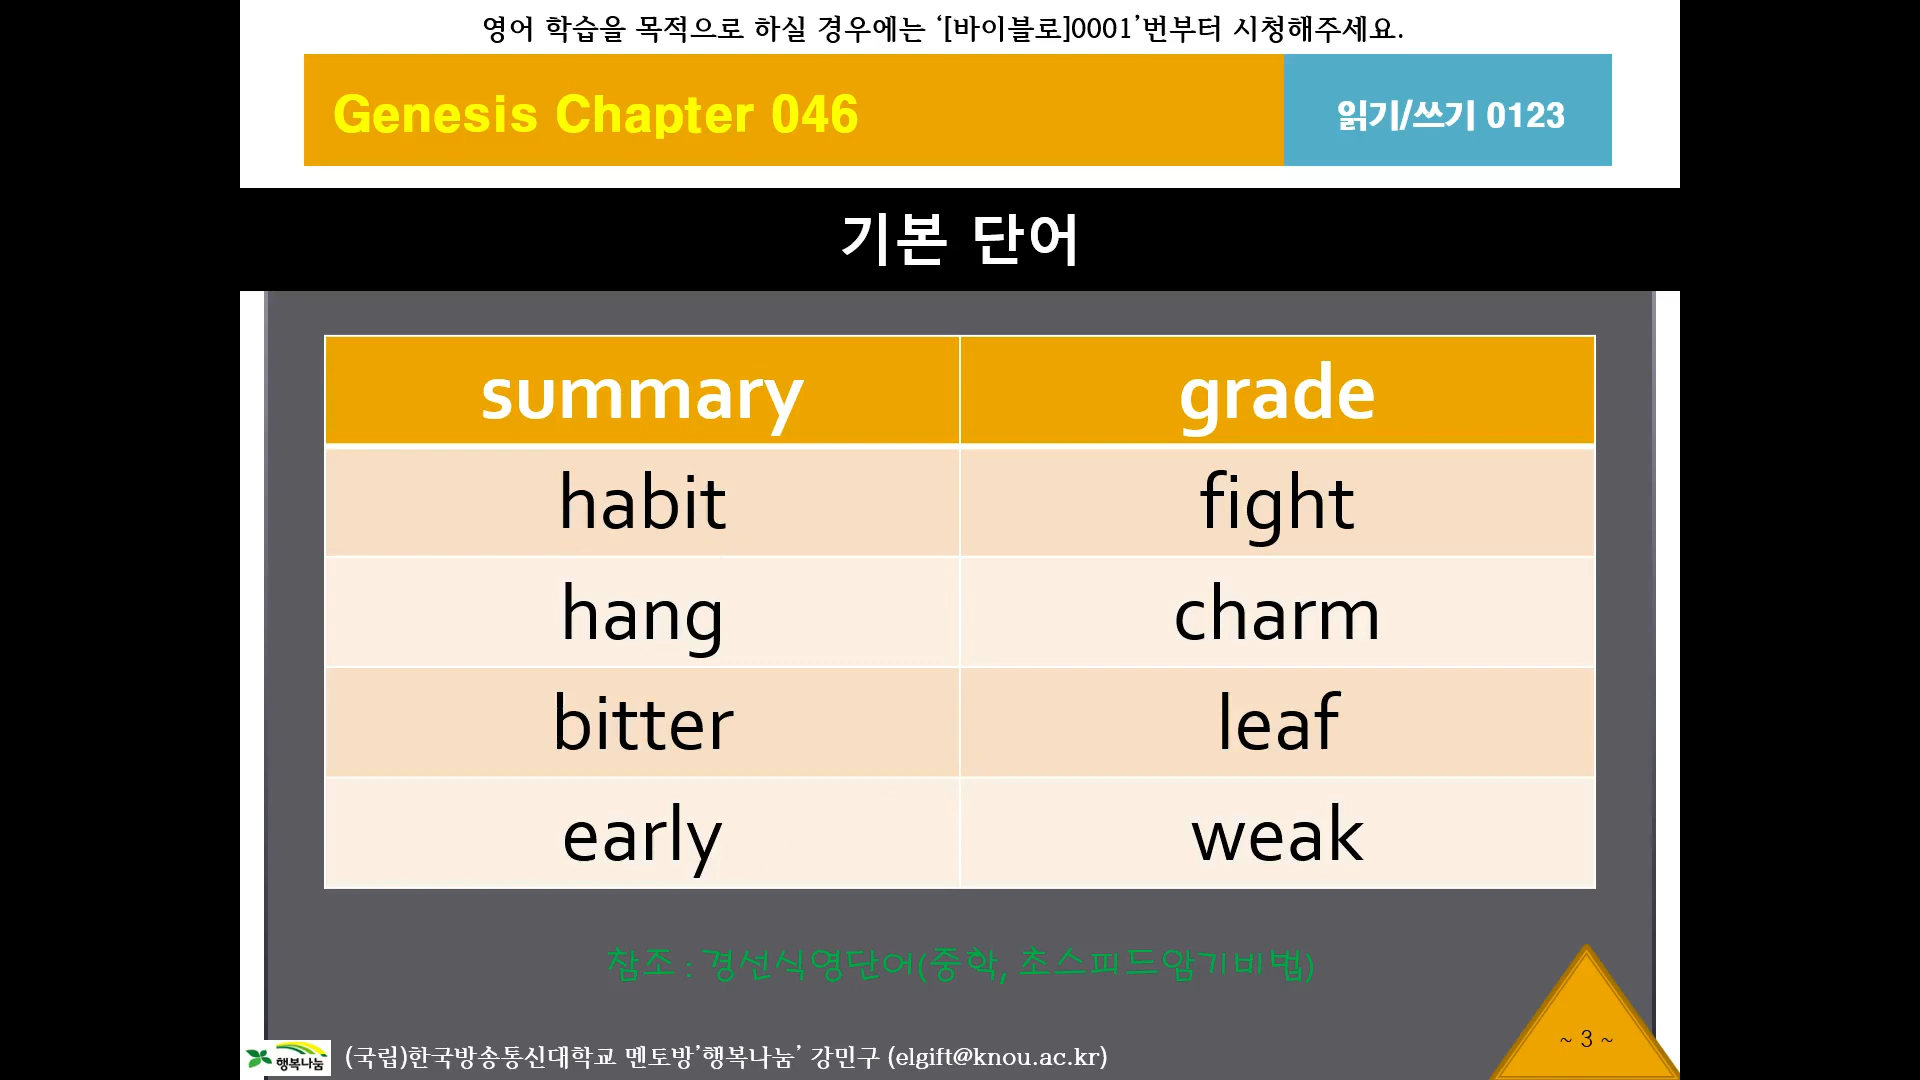 영어 학습을 목적으로 하실 경우에는 ‘[바이블로]0001’번부터 시청해주세요.
Genesis Chapter 046
읽기/쓰기 0123
기본 단어
summary grade
habit fight
hang charm
bitter leaf
early weak
참조 : 경선식영단어(중학, 초스피드암기비법)
~ 3 ~
행복나눔 (국립)한국방송통신대학교 멘토방’행복나눔’ 강민구 (elgift@knou.ac.kr)